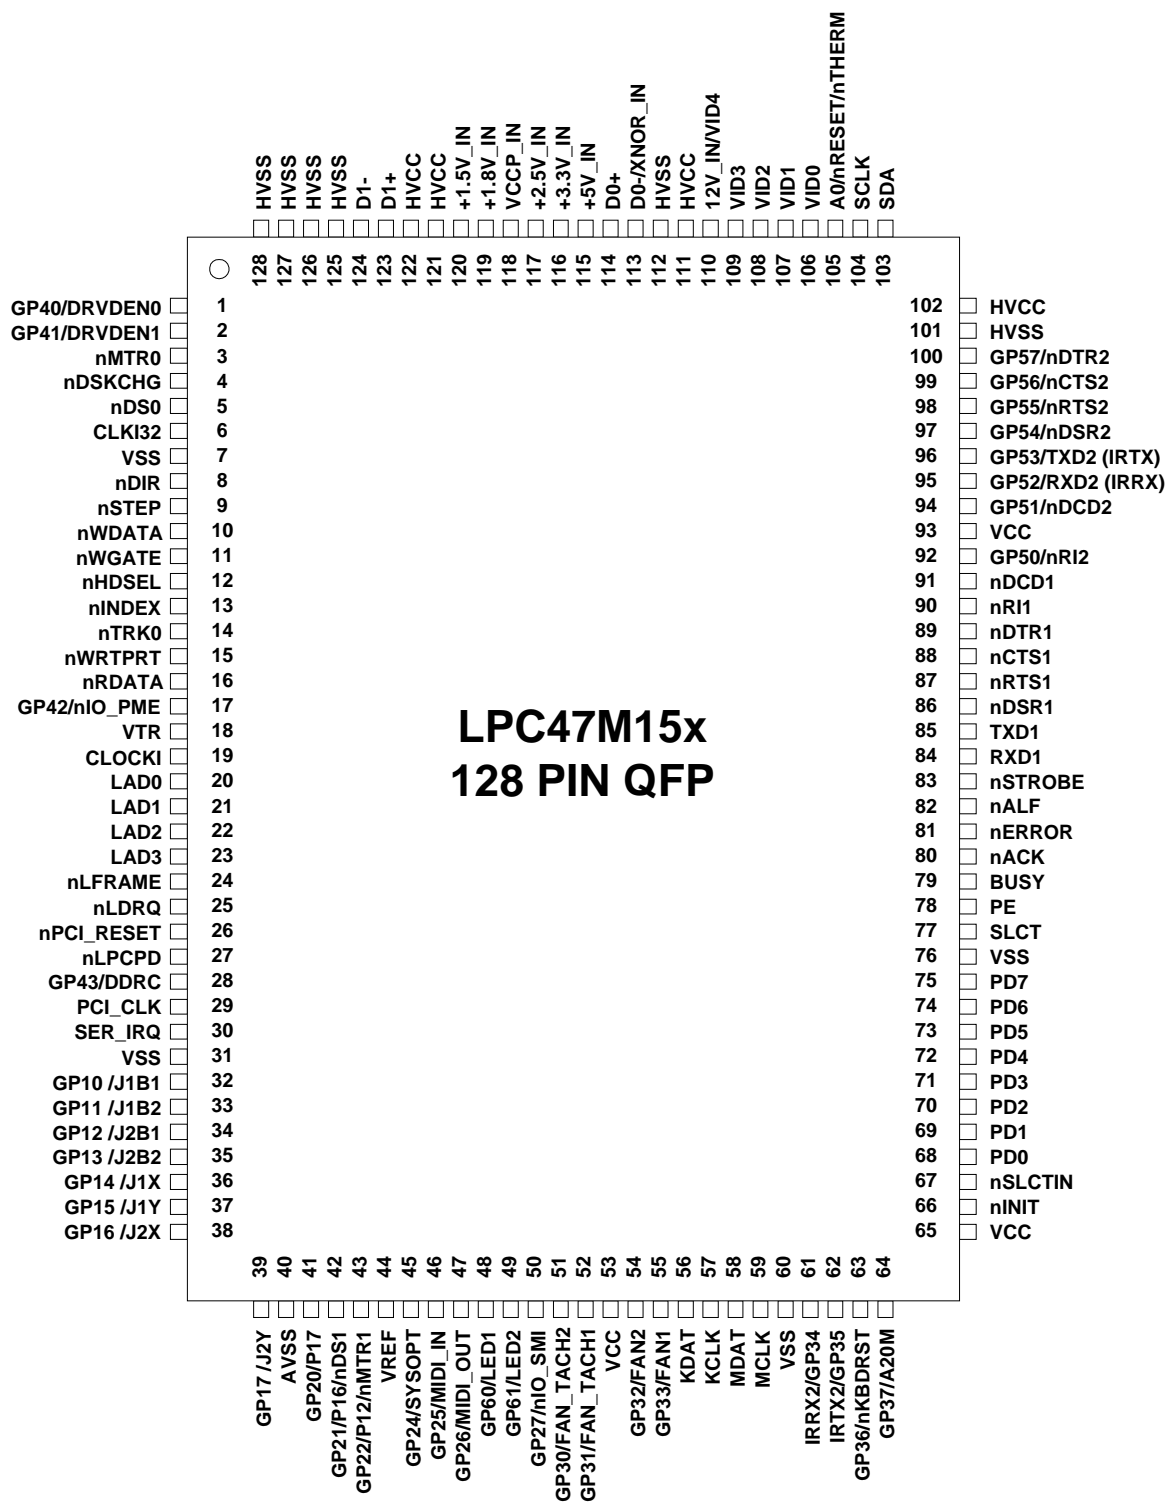 HVSS
HVSS
HVSS
HVSS
D1-
D1+
HVCC
HVCC
+1.5V_IN
+1.8V_IN
VCCP_IN
+2.5V_IN
+3.3V_IN
+5V_IN
D0+
D0-/XNOR_IN
HVSS
HVCC
12V_IN/VID4
VID3
VID2
VID1
VID0
A0/nRESET/nTHERM
SCLK
SDA
128
127
126
125
124
123
122
121
120
119
118
117
116
115
114
113
112
111
110
109
108
107
106
105
104
103
GP40/DRVDEN0 1
GP41/DRVDEN1 2
nMTR0 3
nDSKCHG 4
nDS0 5
CLKI32 6
VSS 7
nDIR 8
nSTEP 9
nWDATA 10
nWGATE 11
nHDSEL 12
nINDEX 13
nTRK0 14
nWRTPRT 15
nRDATA 16
GP42/nIO_PME 17
VTR 18
CLOCKI 19
LAD0 20
LAD1 21
LAD2 22
LAD3 23
nLFRAME 24
nLDRQ 25
nPCI_RESET 26
nLPCPD 27
GP43/DDRC 28
PCI_CLK 29
SER_IRQ 30
VSS 31
GP10 /J1B1 32
GP11 /J1B2 33
GP12 /J2B1 34
GP13 /J2B2 35
GP14 /J1X 36
GP15 /J1Y 37
GP16 /J2X 38
LPC47M15x
128 PIN QFP
102 HVCC
101 HVSS
100 GP57/nDTR2
99 GP56/nCTS2
98 GP55/nRTS2
97 GP54/nDSR2
96 GP53/TXD2 (IRTX)
95 GP52/RXD2 (IRRX)
94 GP51/nDCD2
93 VCC
92 GP50/nRI2
91 nDCD1
90 nRI1
89 nDTR1
88 nCTS1
87 nRTS1
86 nDSR1
85 TXD1
84 RXD1
83 nSTROBE
82 nALF
81 nERROR
80 nACK
79 BUSY
78 PE
77 SLCT
76 VSS
75 PD7
74 PD6
73 PD5
72 PD4
71 PD3
70 PD2
69 PD1
68 PD0
67 nSLCTIN
66 nINIT
65 VCC
39
40
41
42
43
44
45
46
47
48
49
50
51
52
53
54
55
56
57
58
59
60
61
62
63
64
GP17 /J2Y
AVSS
GP20/P17
GP21/P16/nDS1
GP22/P12/nMTR1
VREF
GP24/SYSOPT
GP25/MIDI_IN
GP26/MIDI_OUT
GP60/LED1
GP61/LED2
GP27/nIO_SMI
GP30/FAN_TACH2
GP31/FAN_TACH1
VCC
GP32/FAN2
GP33/FAN1
KDAT
KCLK
MDAT
MCLK
VSS
IRRX2/GP34
IRTX2/GP35
GP36/nKBDRST
GP37/A20M